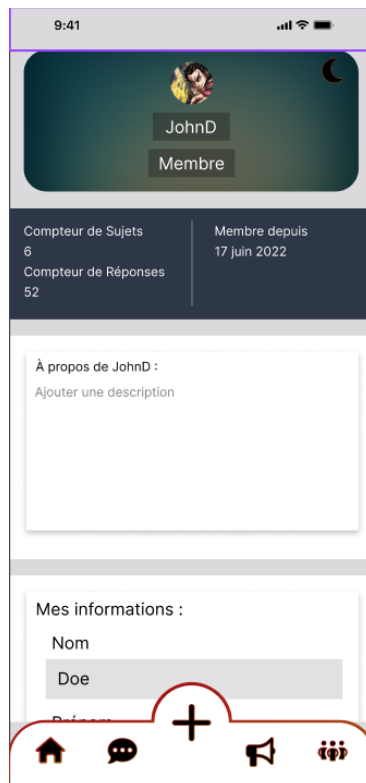 9:41
JohnD
Membre
Compteur de Sujets
6
Compteur de Réponses
52
Membre depuis
17 juin 2022
À propos de JohnD :
Ajouter une description
Mes informations :
Nom
Doe
Prénom